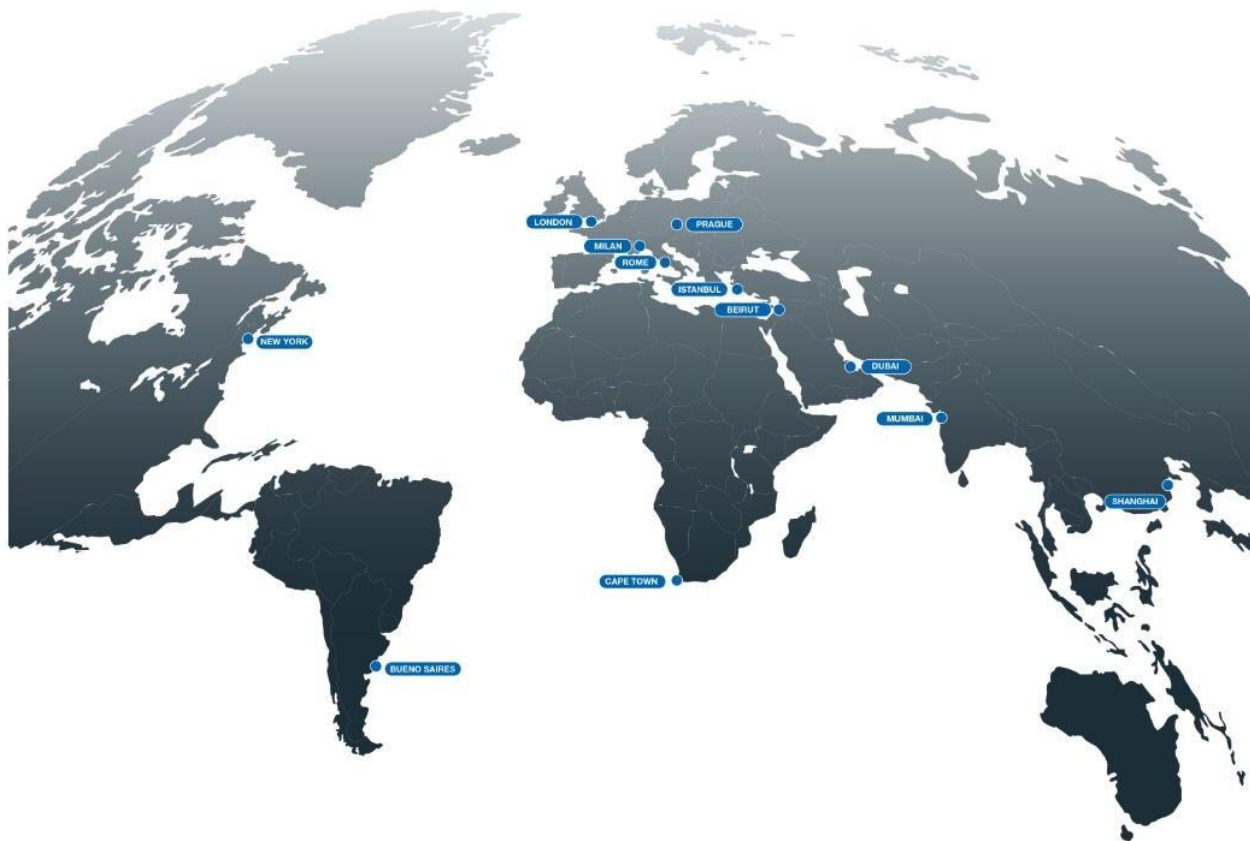 LONDON
PRAGUE
MILAN
ROME
ISTANBUL
BEIRUT
NEW YORK
DUBAI
MUMBAI
SHANGHAI
CAPE TOWN
BUENO SAIRES